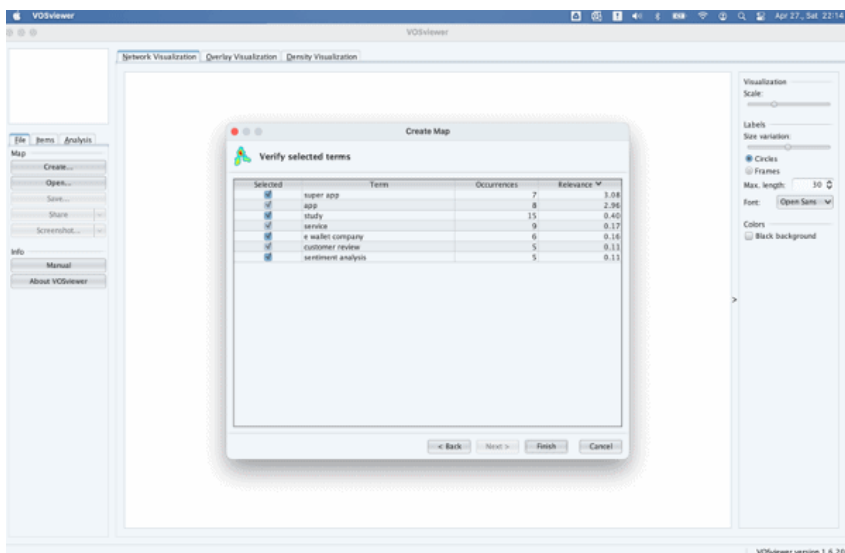 VOSviewer
Apr 27., Sat 22:14
VOSviewer
Network Visualization Overlay Visualization Density Visualization
File Items Analysis
Map
Create...
Open...
Save...
Share
Screenshot...
Info
Manual
About VOSviewer
Create Map
Verify selected terms
Selected Term Occurrences Relevance
super app 7 3.08
app 8 2.96
study 15 0.40
service 9 0.17
e wallet company 6 0.16
customer review 5 0.11
sentiment analysis 5 0.11
< Back Next > Finish Cancel
Visualization
Scale:
Labels
Size variation:
Circles
Frames
Max. length: 30
Font: Open Sans
Colors
Black background
>
VOSviewer version 1.6.20